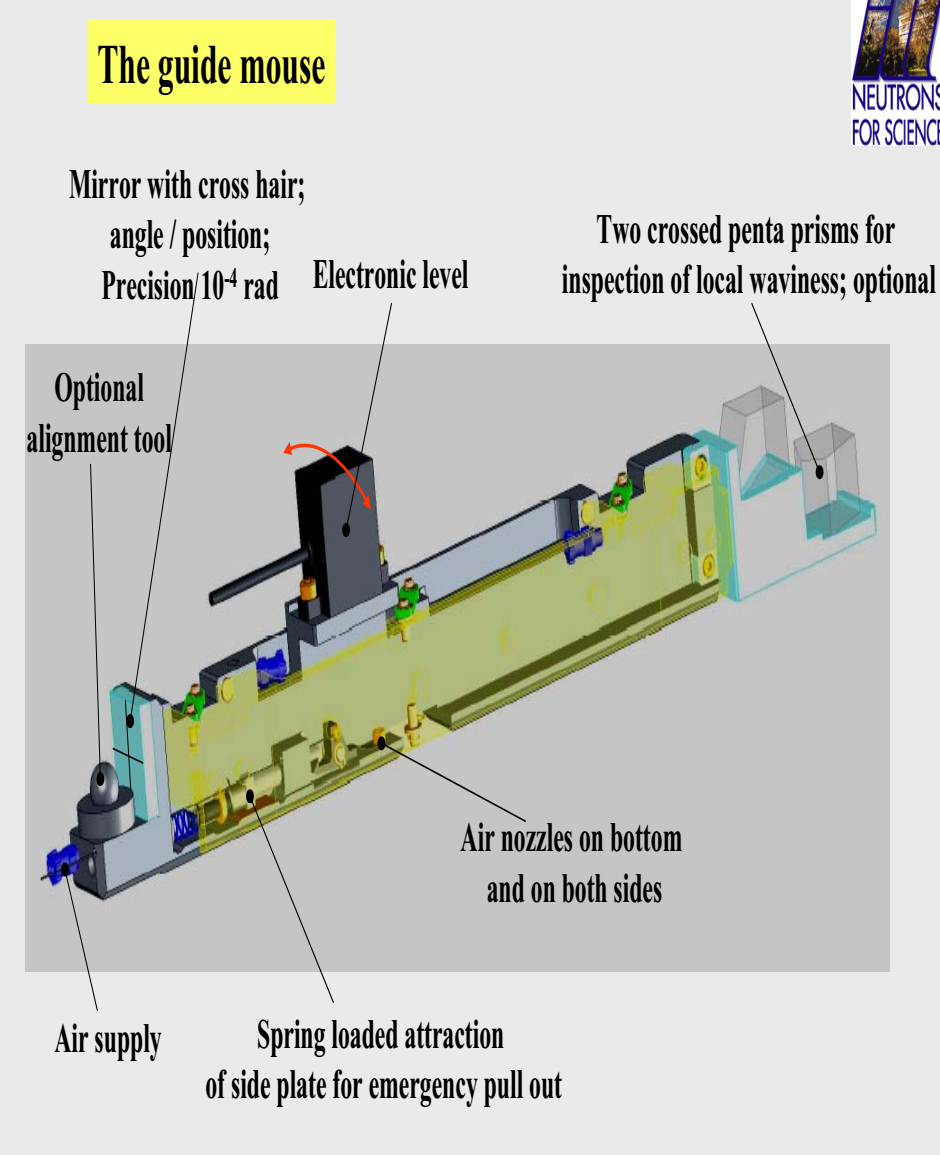 The guide mouse
NEUTRONS
FOR SCIENCE
Mirror with cross hair;
angle / position;
Precision 10⁻⁴ rad
Electronic level
Two crossed penta prisms for
inspection of local waviness; optional
Optional
alignment tool
Air nozzles on bottom
and on both sides
Air supply
Spring loaded attraction
of side plate for emergency pull out